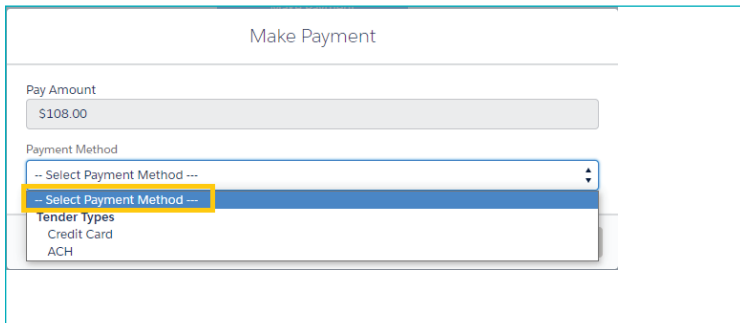 Make Payment
Pay Amount
$108.00
Payment Method
-- Select Payment Method ---
-- Select Payment Method ---
Tender Types
Credit Card
ACH